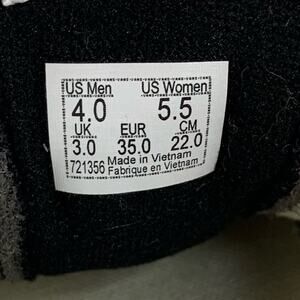 US Men US Women
4.0 5.5
UK EUR CM
3.0 35.0 22.0
721356 Made in Vietnam
Fabrique en Vietnam